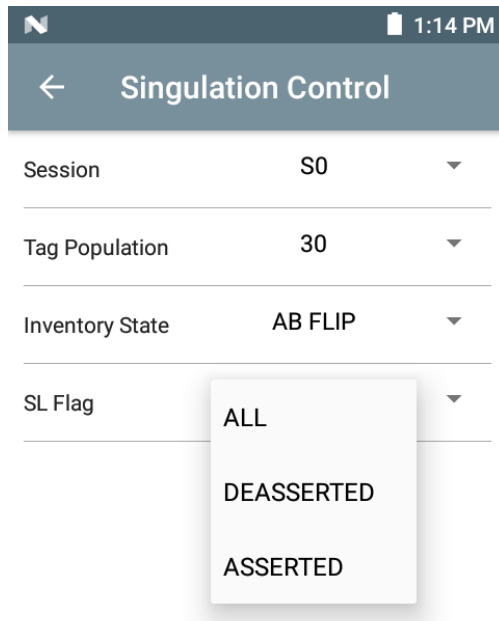 1:14 PM
Singulation Control
Session S0
Tag Population 30
Inventory State AB FLIP
SL Flag
ALL
DEASSERTED
ASSERTED